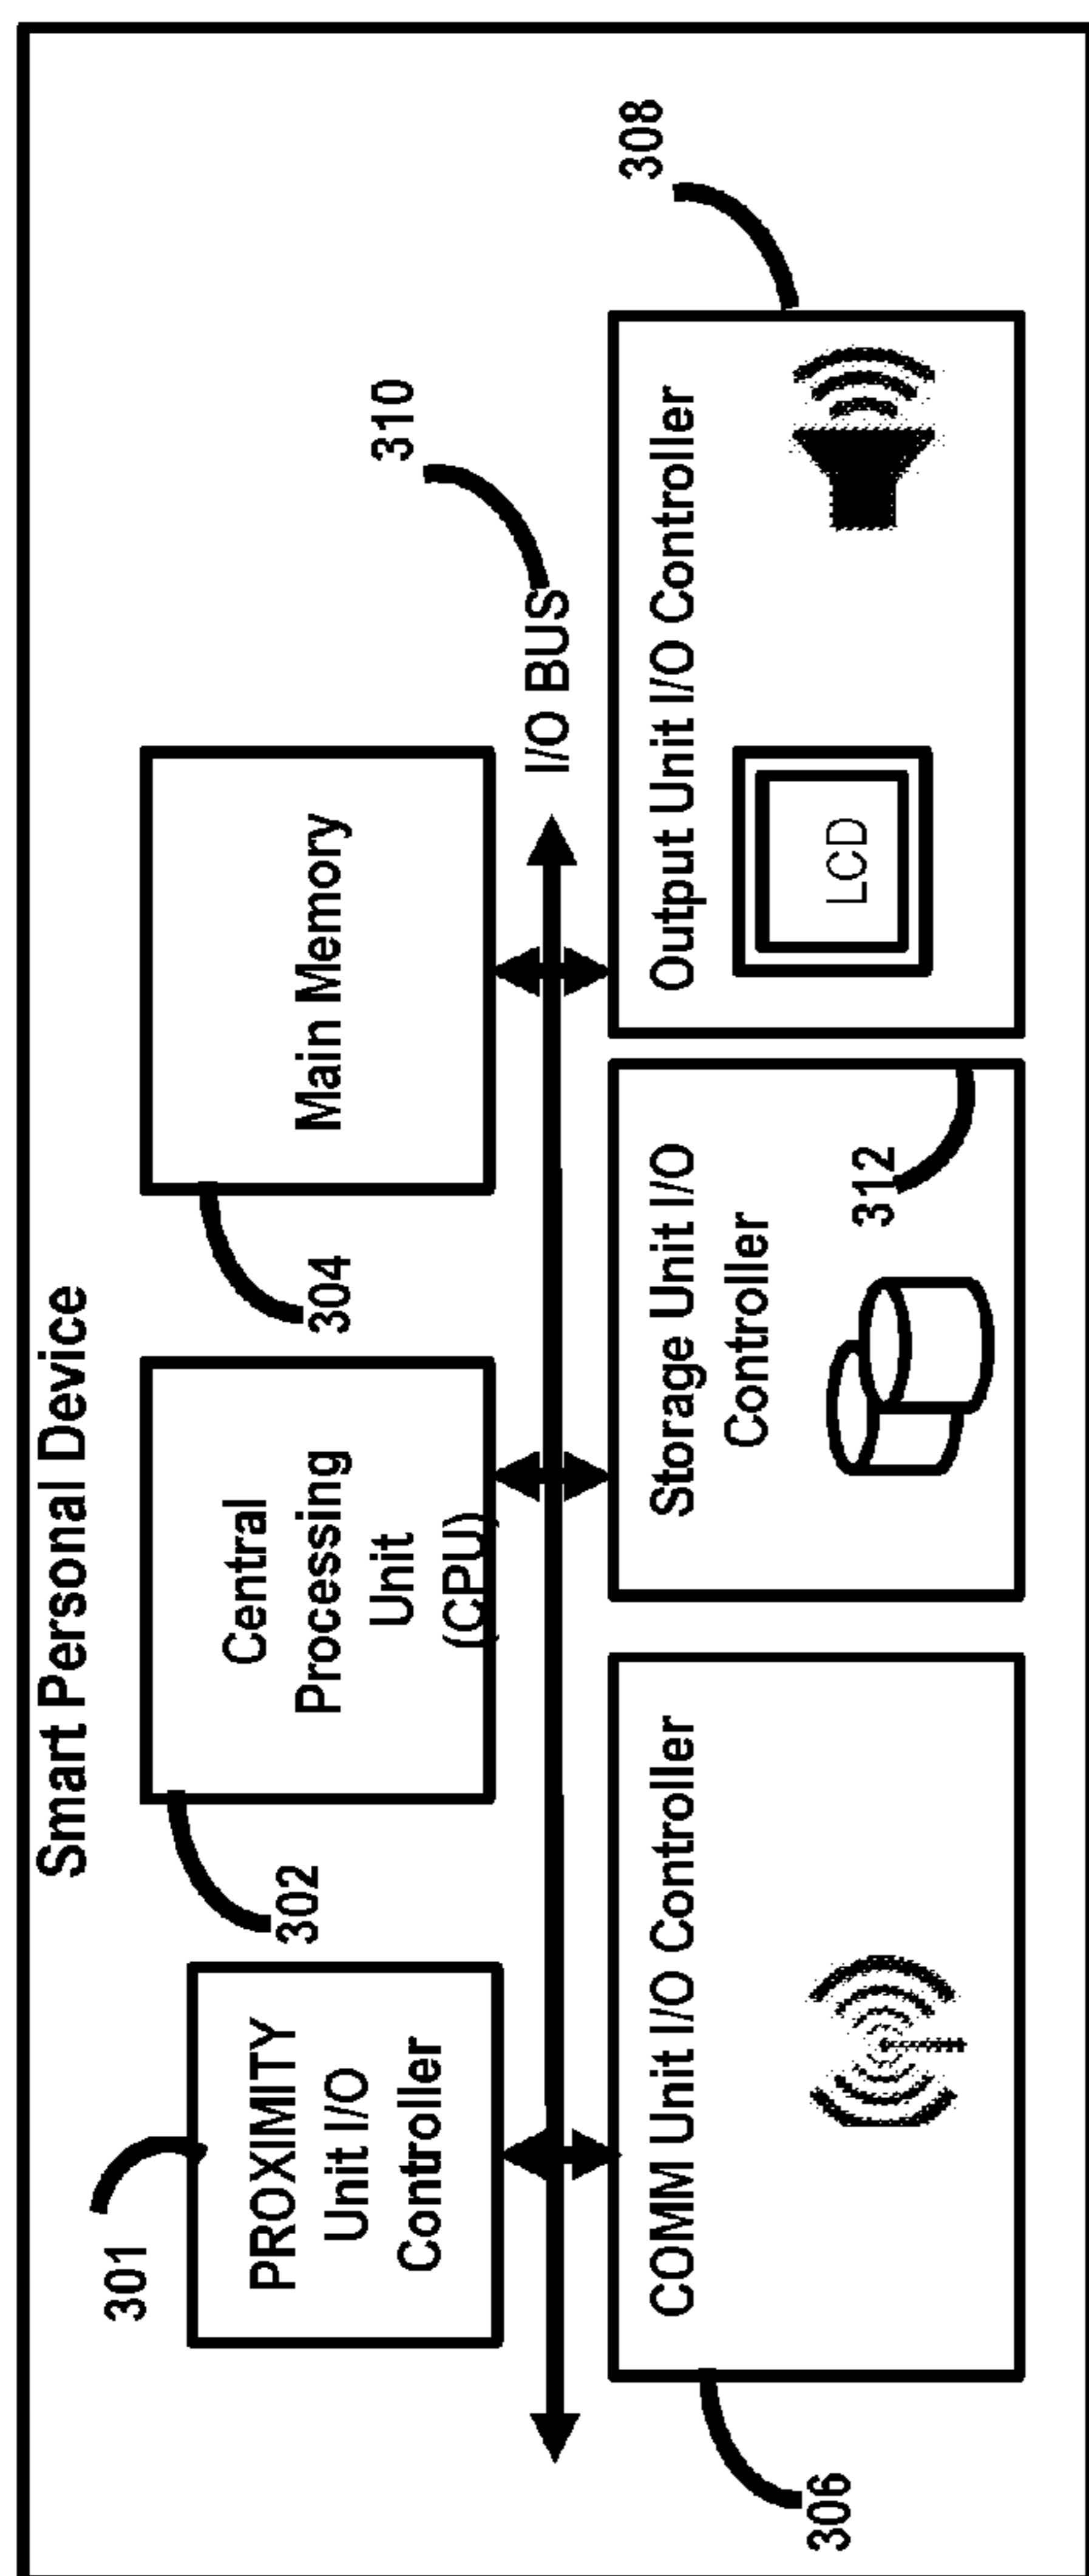 Smart Personal Device
301
PROXIMITY
Unit I/O
Controller
302
Central
Processing
Unit
(CPU)
304
Main Memory
310
I/O BUS
306
COMM Unit I/O Controller
Storage Unit I/O
Controller
312
308
Output Unit I/O Controller
LCD